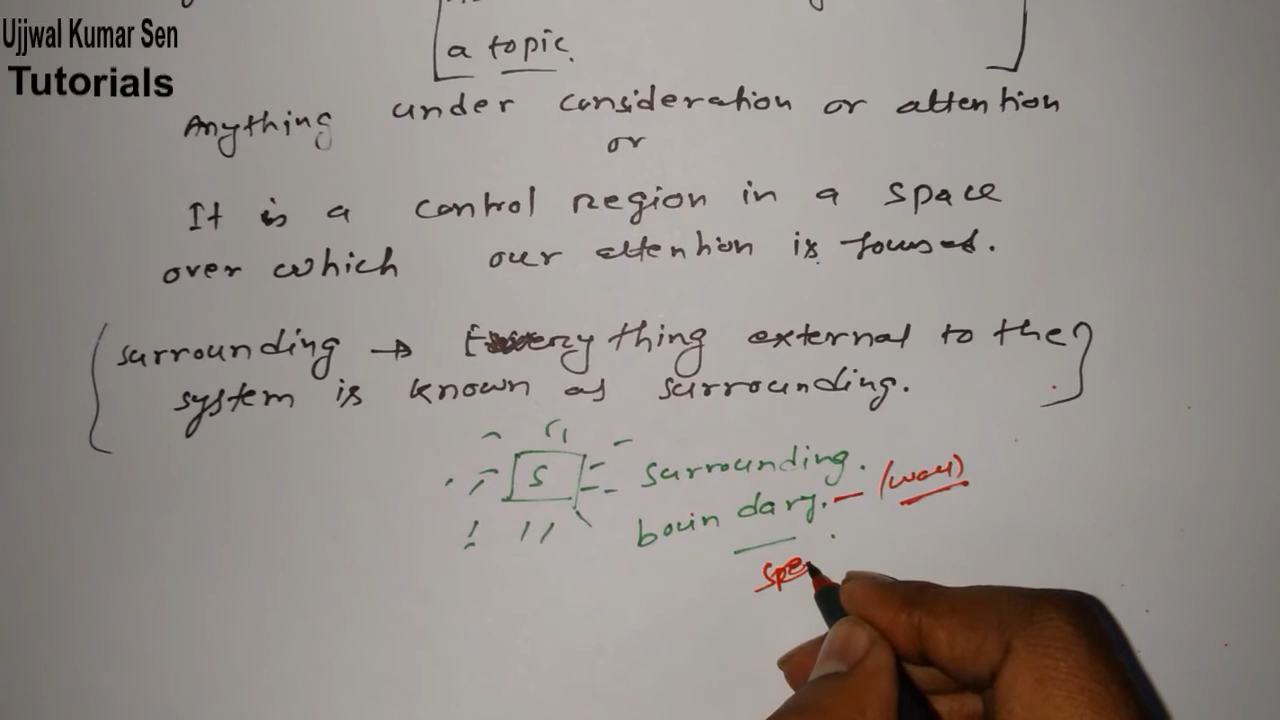 Ujjwal Kumar Sen
Tutorials
a topic.
Anything under consideration or attention
or
It is a control region in a space
over which our attention is focused.
surrounding → Everything external to the
system is known as surrounding.
S
surrounding.
boundary. — (wall)
spe